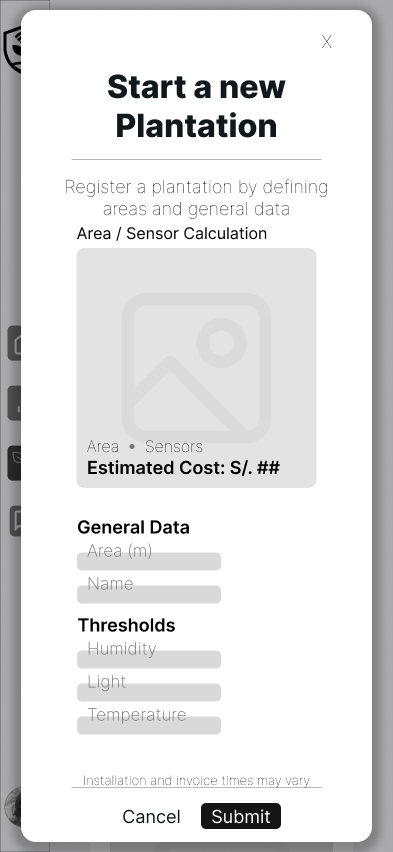 X
Start a new
Plantation
Register a plantation by defining
areas and general data
Area / Sensor Calculation
Area • Sensors
Estimated Cost: S/. ##
General Data
Area (m)
Name
Thresholds
Humidity
Light
Temperature
Installation and invoice times may vary
Cancel Submit